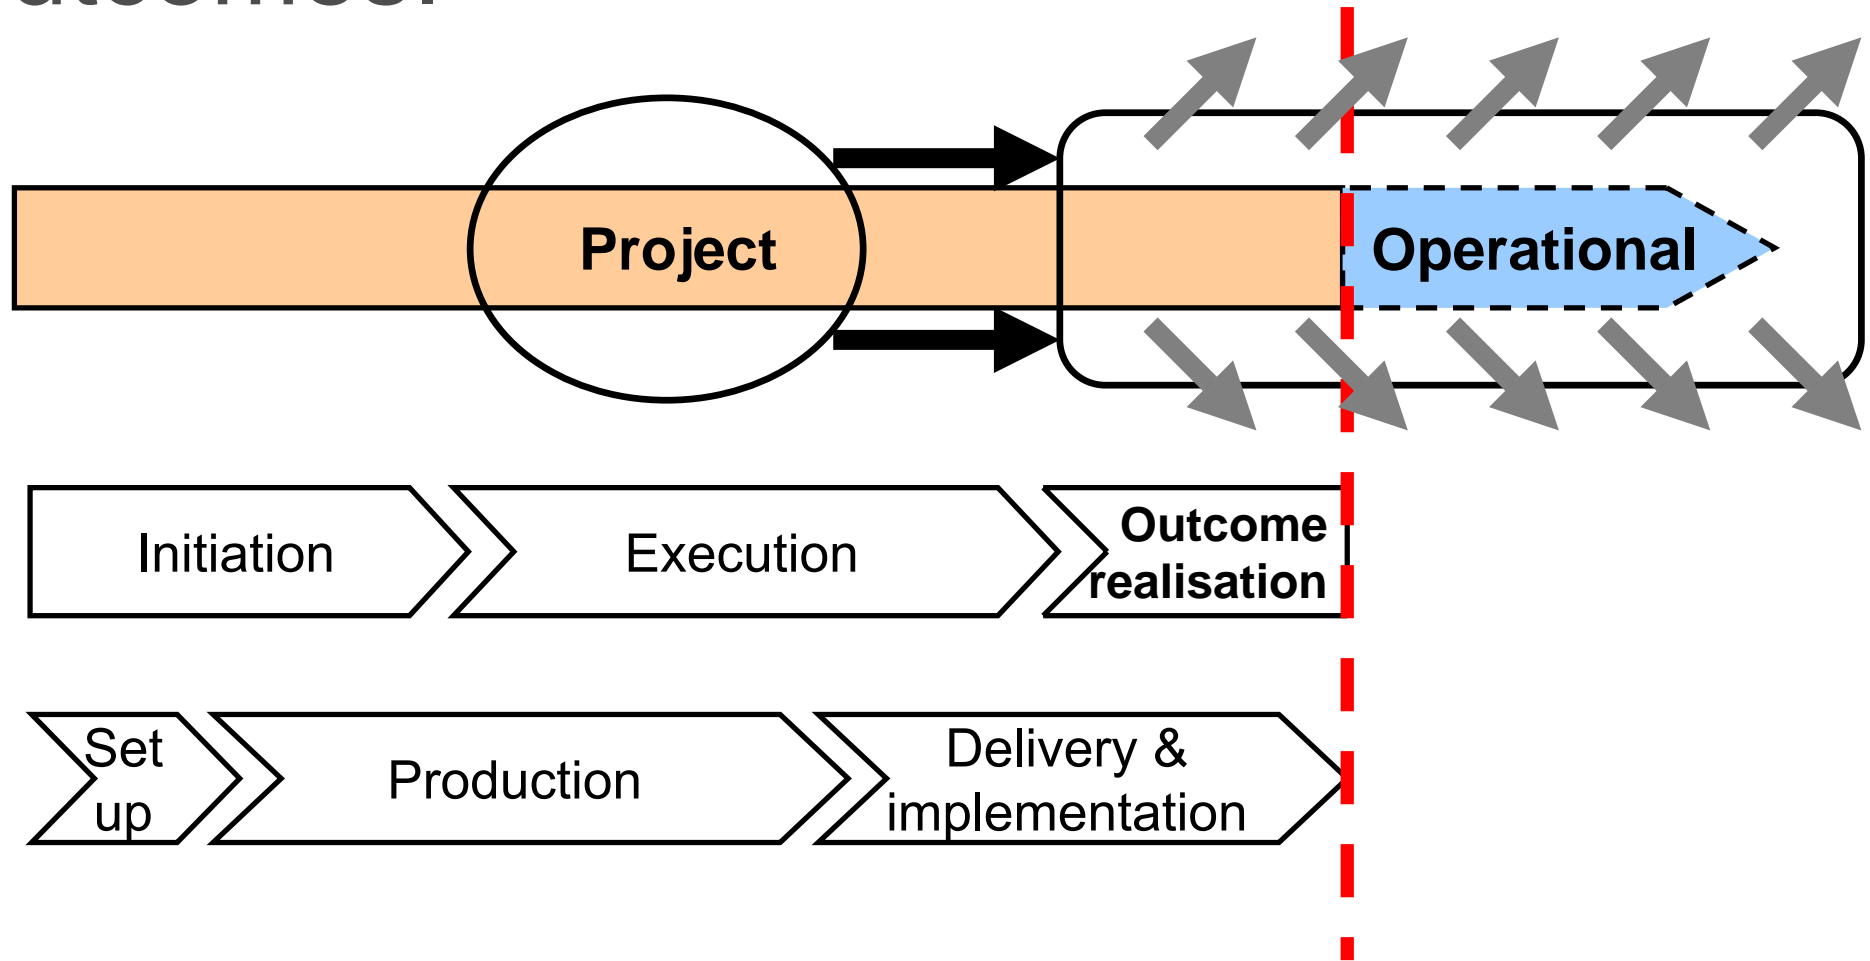 Project
Operational
Initiation
Execution
Outcome
realisation
Set
up
Production
Delivery &
implementation